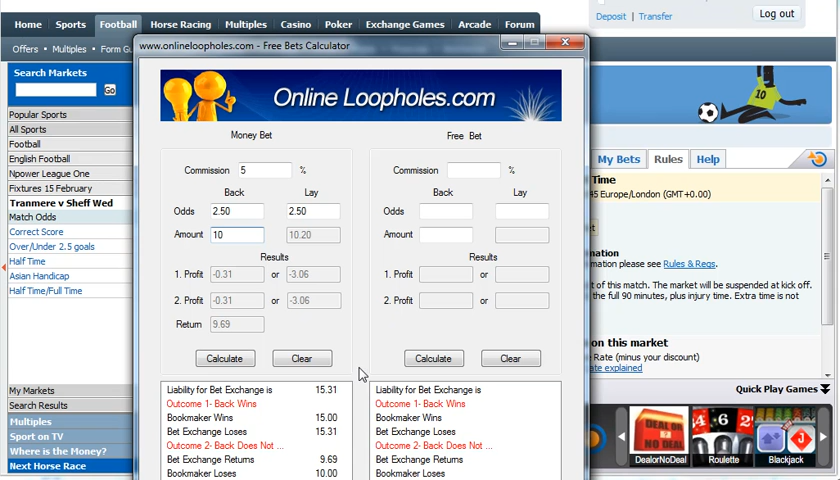 Home Sports Football Horse Racing Multiples Casino Poker Exchange Games Arcade Forum
Deposit | Transfer
Log out
Offers Multiples Form Gu
www.onlineloopholes.com - Free Bets Calculator
Online Loopholes.com
Search Markets
Go
Popular Sports
All Sports
Football
English Football
Npower League One
Fixtures 15 February
Tranmere v Sheff Wed
Match Odds
Correct Score
Over/Under 2.5 goals
Half Time
Asian Handicap
Half Time/Full Time
My Markets
Search Results
Multiples
Sport on TV
Where is the Money?
Next Horse Race
Money Bet
Commission 5 %
Back Lay
Odds 2.50 2.50
Amount 10 10.20
Results
1. Profit -0.31 or -3.06
2. Profit -0.31 or -3.06
Return 9.69
Calculate Clear
Liability for Bet Exchange is 15.31
Outcome 1- Back Wins
Bookmaker Wins 15.00
Bet Exchange Loses 15.31
Outcome 2- Back Does Not ...
Bet Exchange Returns 9.69
Bookmaker Loses 10.00
Free Bet
Commission %
Back Lay
Odds
Amount
Results
1. Profit or
2. Profit or
Calculate Clear
Liability for Bet Exchange is
Outcome 1- Back Wins
Bookmaker Wins
Bet Exchange Loses
Outcome 2- Back Does Not ...
Bet Exchange Returns
Bookmaker Loses
10
My Bets Rules Help
Time
45 Europe/London (GMT+0.00)
et
mation
mation please see Rules & Regs.
t of this match. The market will be suspended at kick off.
the full 90 minutes, plus injury time. Extra time is not
on this market
Rate (minus your discount)
tate explained
Quick Play Games
DEAL OR NO DEAL
DealorNoDeal
Roulette
J
Blackjack